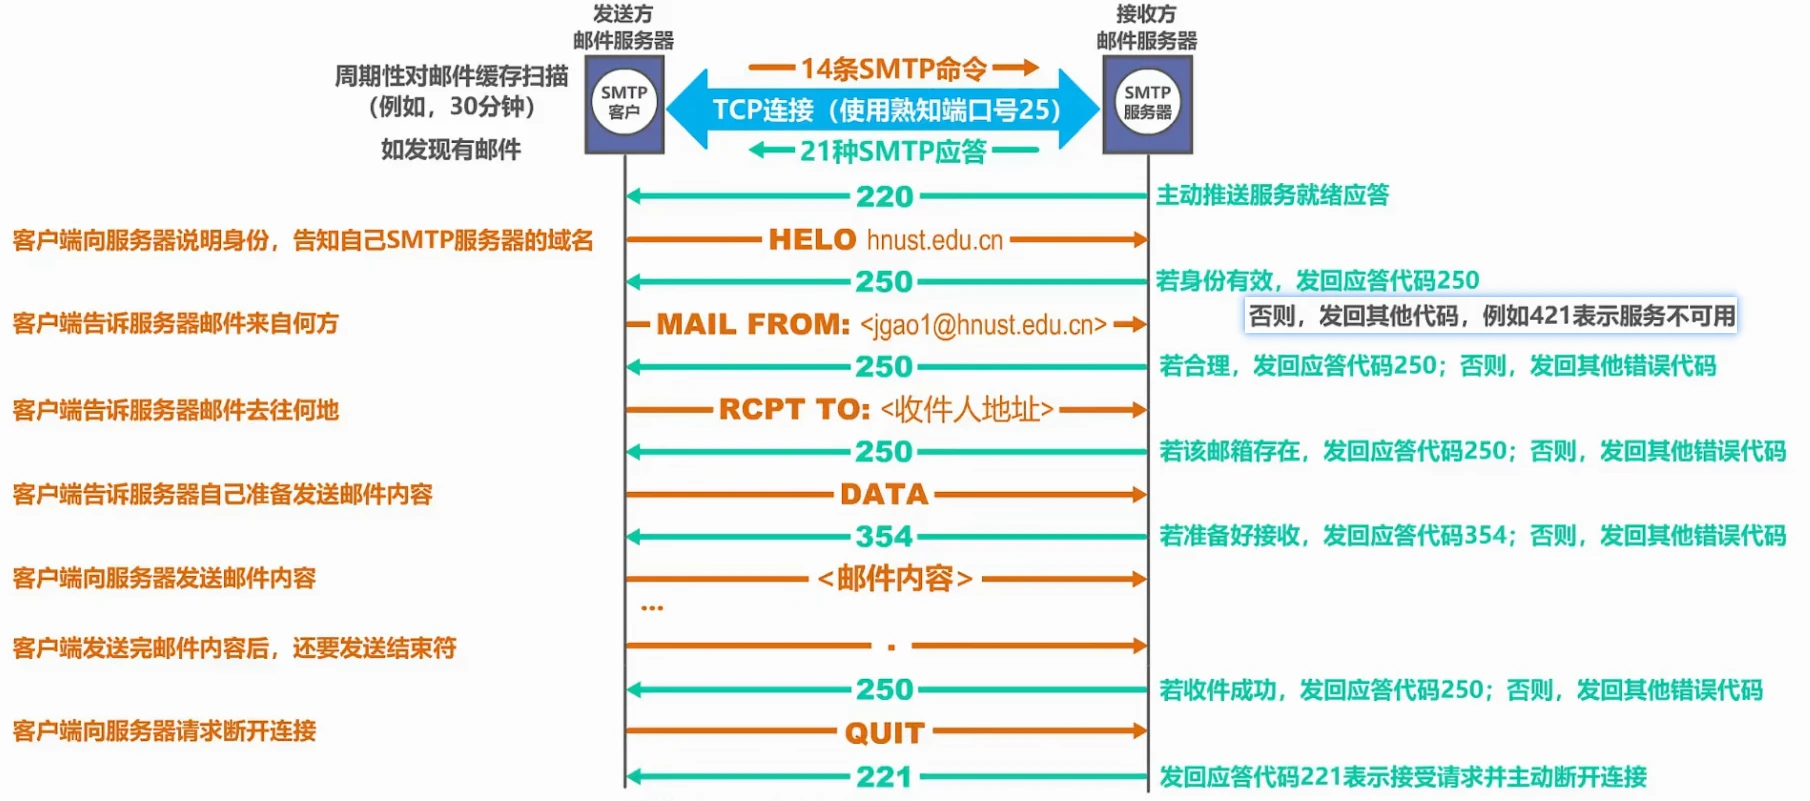 发送方
邮件服务器
接收方
邮件服务器
周期性对邮件缓存扫描
（例如，30分钟）
如发现有邮件
SMTP
客户
14条SMTP命令
TCP连接（使用熟知端口号25）
21种SMTP应答
SMTP
服务器
220
主动推送服务就绪应答
客户端向服务器说明身份，告知自己SMTP服务器的域名
HELO hnust.edu.cn
250
若身份有效，发回应答代码250
否则，发回其他代码，例如421表示服务不可用
客户端告诉服务器邮件来自何方
MAIL FROM: <jgao1@hnust.edu.cn>
250
若合理，发回应答代码250；否则，发回其他错误代码
客户端告诉服务器邮件去往何地
RCPT TO: <收件人地址>
250
若该邮箱存在，发回应答代码250；否则，发回其他错误代码
客户端告诉服务器自己准备发送邮件内容
DATA
354
若准备好接收，发回应答代码354；否则，发回其他错误代码
客户端向服务器发送邮件内容
<邮件内容>
...
客户端发送完邮件内容后，还要发送结束符
.
250
若收件成功，发回应答代码250；否则，发回其他错误代码
客户端向服务器请求断开连接
QUIT
221
发回应答代码221表示接受请求并主动断开连接